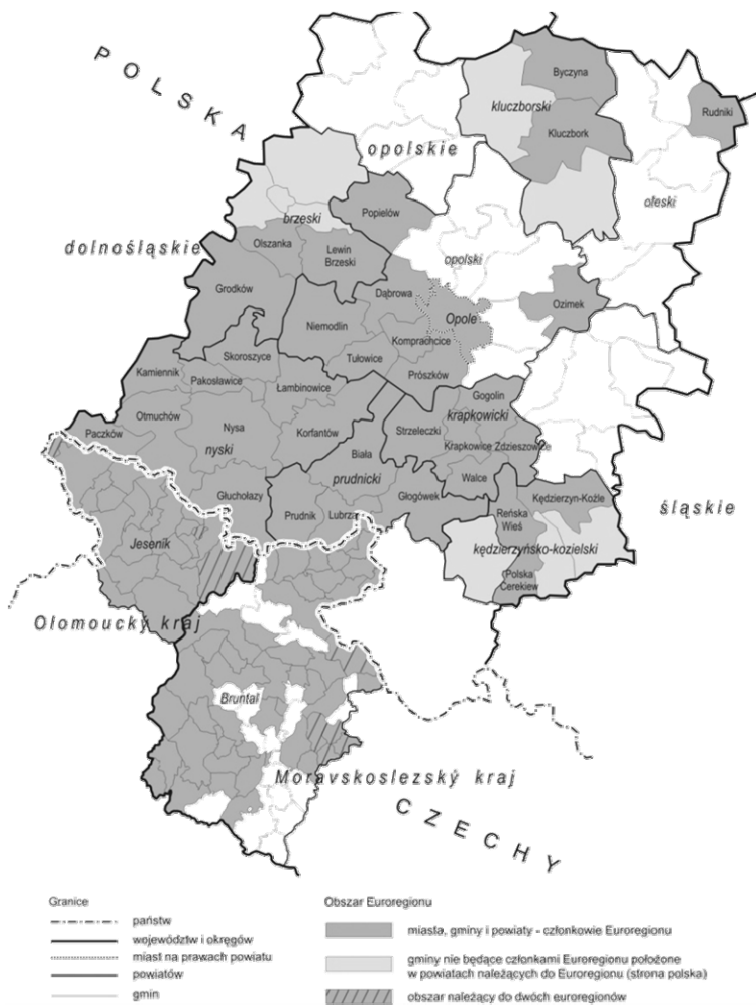 POLSKA
Byczyna
kluczborski
Rudniki
Kluczbork
opolskie
oleski
brzeski
Popielów
dolnośląskie
Olszanka
Lewin
Brzeski
opolski
Grodków
Dąbrowa
Ozimek
Opole
Niemodlin
Komprachcice
Skoroszyce
Tułowice
Kamiennik
Pakosławice
Prószków
Łambinowice
Gogolin
Otmuchów
krapkowicki
Nysa
Strzeleczki
Paczków
Korfantów
Krapkowice
Zdzieszowice
nyski
Biała
prudnicki
Walce
Kędzierzyn-Koźle
Głuchołazy
Głogówek
Reńska
Wieś
śląskie
Prudnik
Lubrza
Jesenik
kędzierzyńsko-kozielski
Polska
Cerekiew
Olomoucký kraj
Bruntal
Moravskoslezský kraj
CZECHY
Granice
państw
województw i okręgów
miast na prawach powiatu
powiatów
gmin
Obszar Euroregionu
miasta, gminy i powiaty - członkowie Euroregionu
gminy nie będące członkami Euroregionu położone
w powiatach należących do Euroregionu (strona polska)
obszar należący do dwóch euroregionów